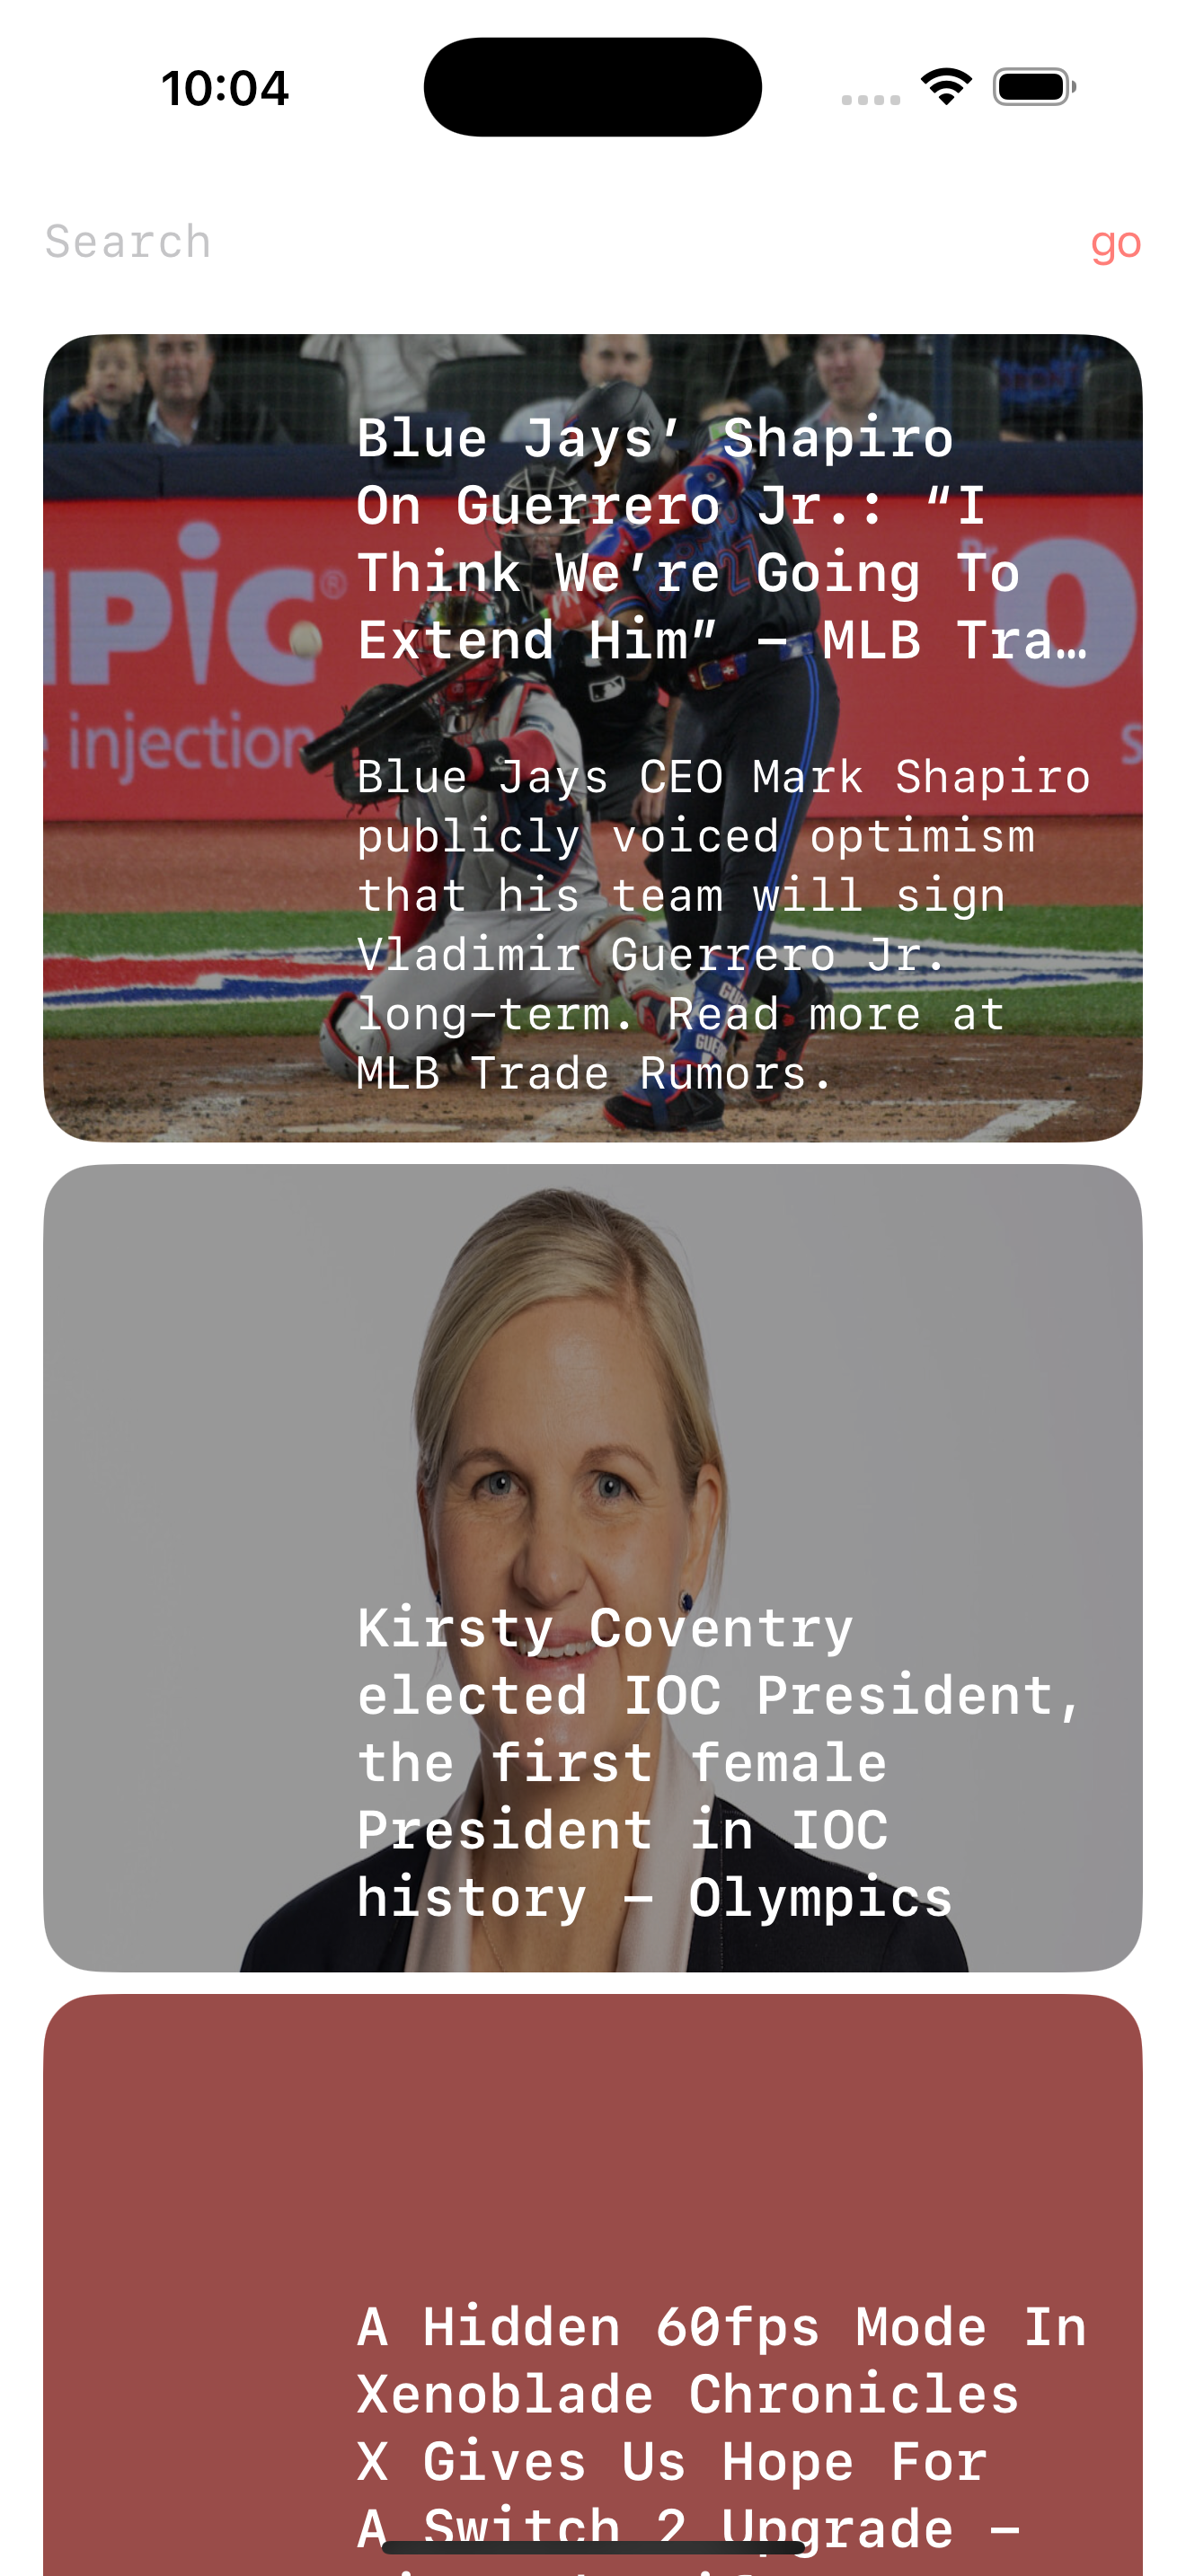 10:04
Search
go
Blue Jays’ Shapiro
On Guerrero Jr.: “I
Think We’re Going To
Extend Him” – MLB Tra…
Blue Jays CEO Mark Shapiro
publicly voiced optimism
that his team will sign
Vladimir Guerrero Jr.
long-term. Read more at
MLB Trade Rumors.
injection
27
Kirsty Coventry
elected IOC President,
the first female
President in IOC
history – Olympics
A Hidden 60fps Mode In
Xenoblade Chronicles
X Gives Us Hope For
A Switch 2 Upgrade –